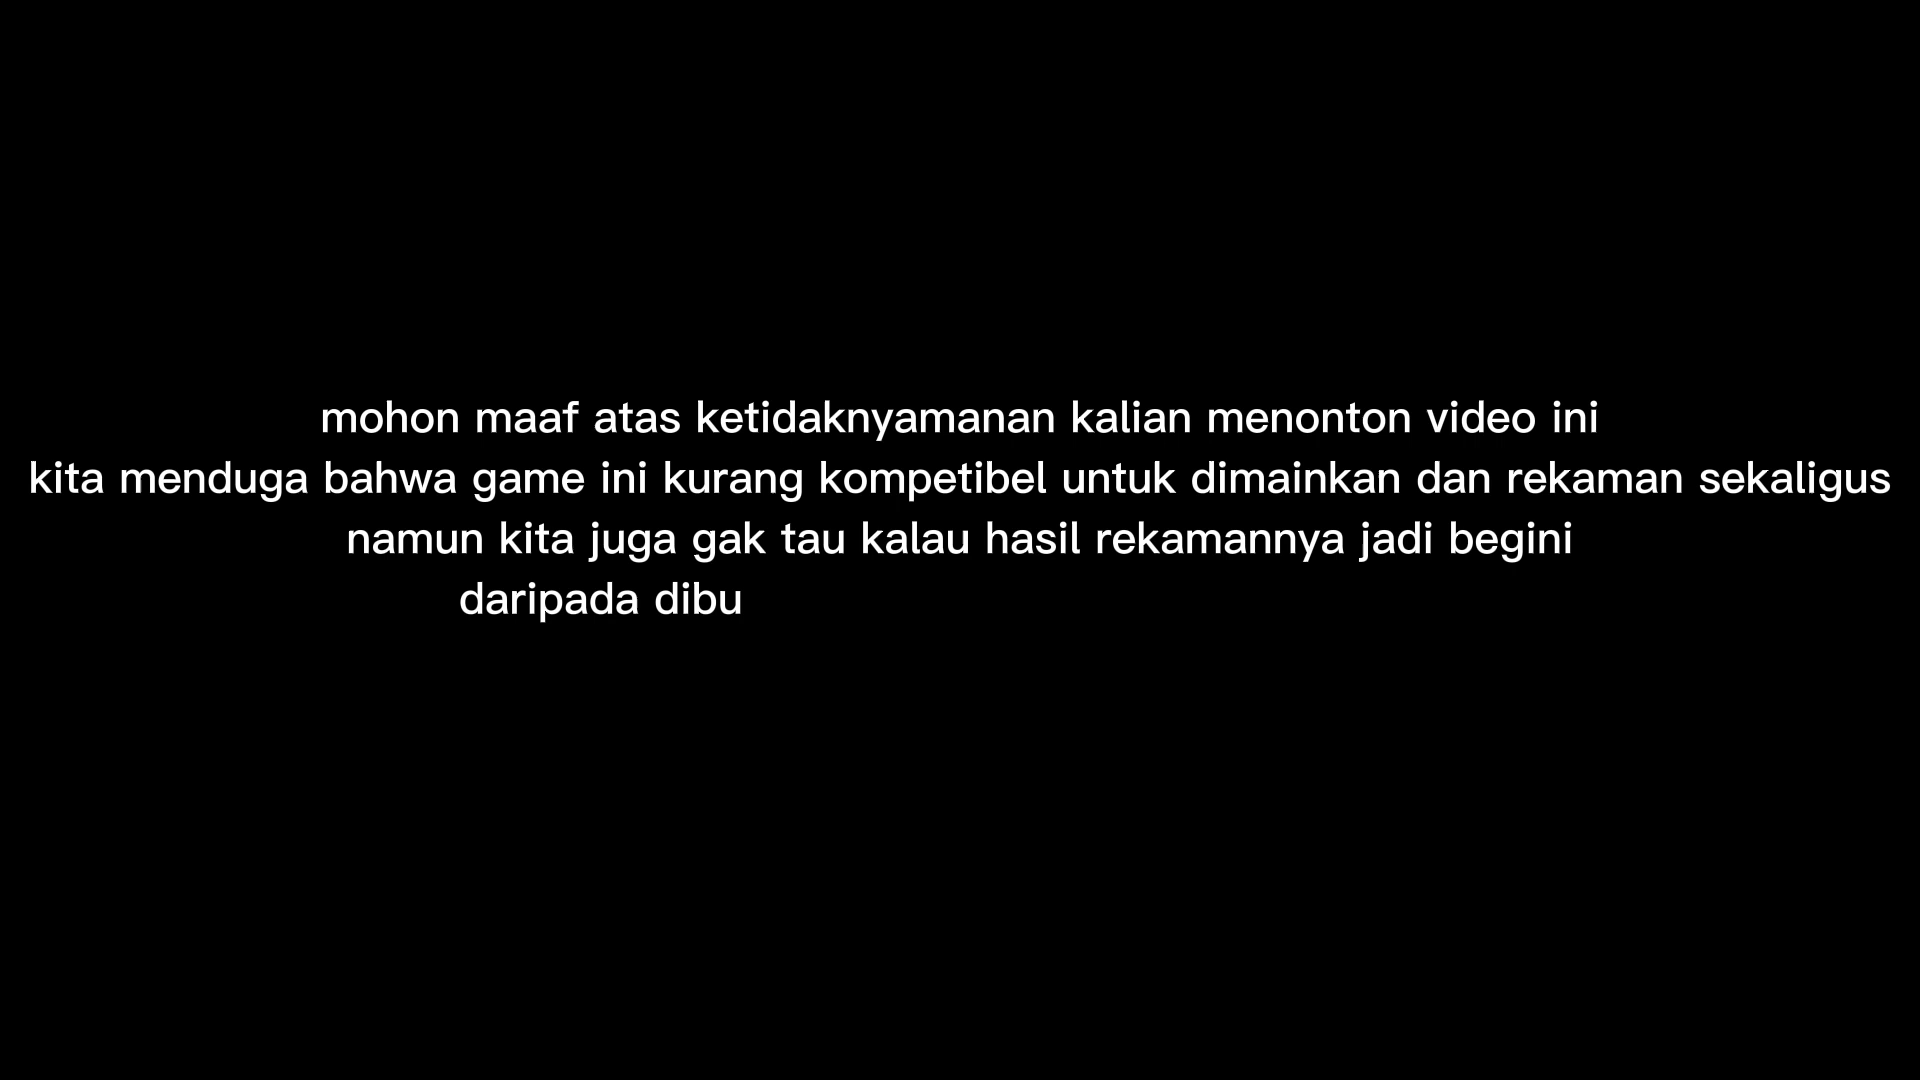 mohon maaf atas ketidaknyamanan kalian menonton video ini
kita menduga bahwa game ini kurang kompetibel untuk dimainkan dan rekaman sekaligus
namun kita juga gak tau kalau hasil rekamannya jadi begini
daripada dibu